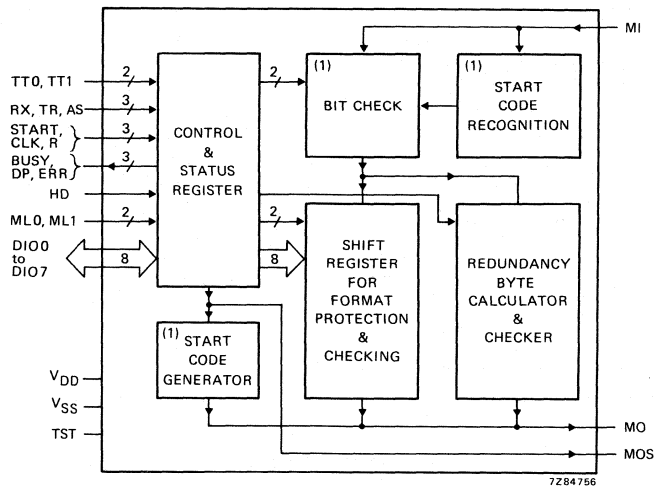 MI
TT0, TT1
2
2
RX, TR, AS
3
START,
CLK, R
3
BUSY,
DP, ERR
3
HD
ML0, ML1
2
2
DIO0
to
DIO7
8
8
CONTROL
&
STATUS
REGISTER
(1)
BIT CHECK
(1)
START
CODE
RECOGNITION
SHIFT
REGISTER
FOR
FORMAT
PROTECTION
&
CHECKING
REDUNDANCY
BYTE
CALCULATOR
&
CHECKER
(1)
START
CODE
GENERATOR
VDD
VSS
TST
MO
MOS
7Z84756